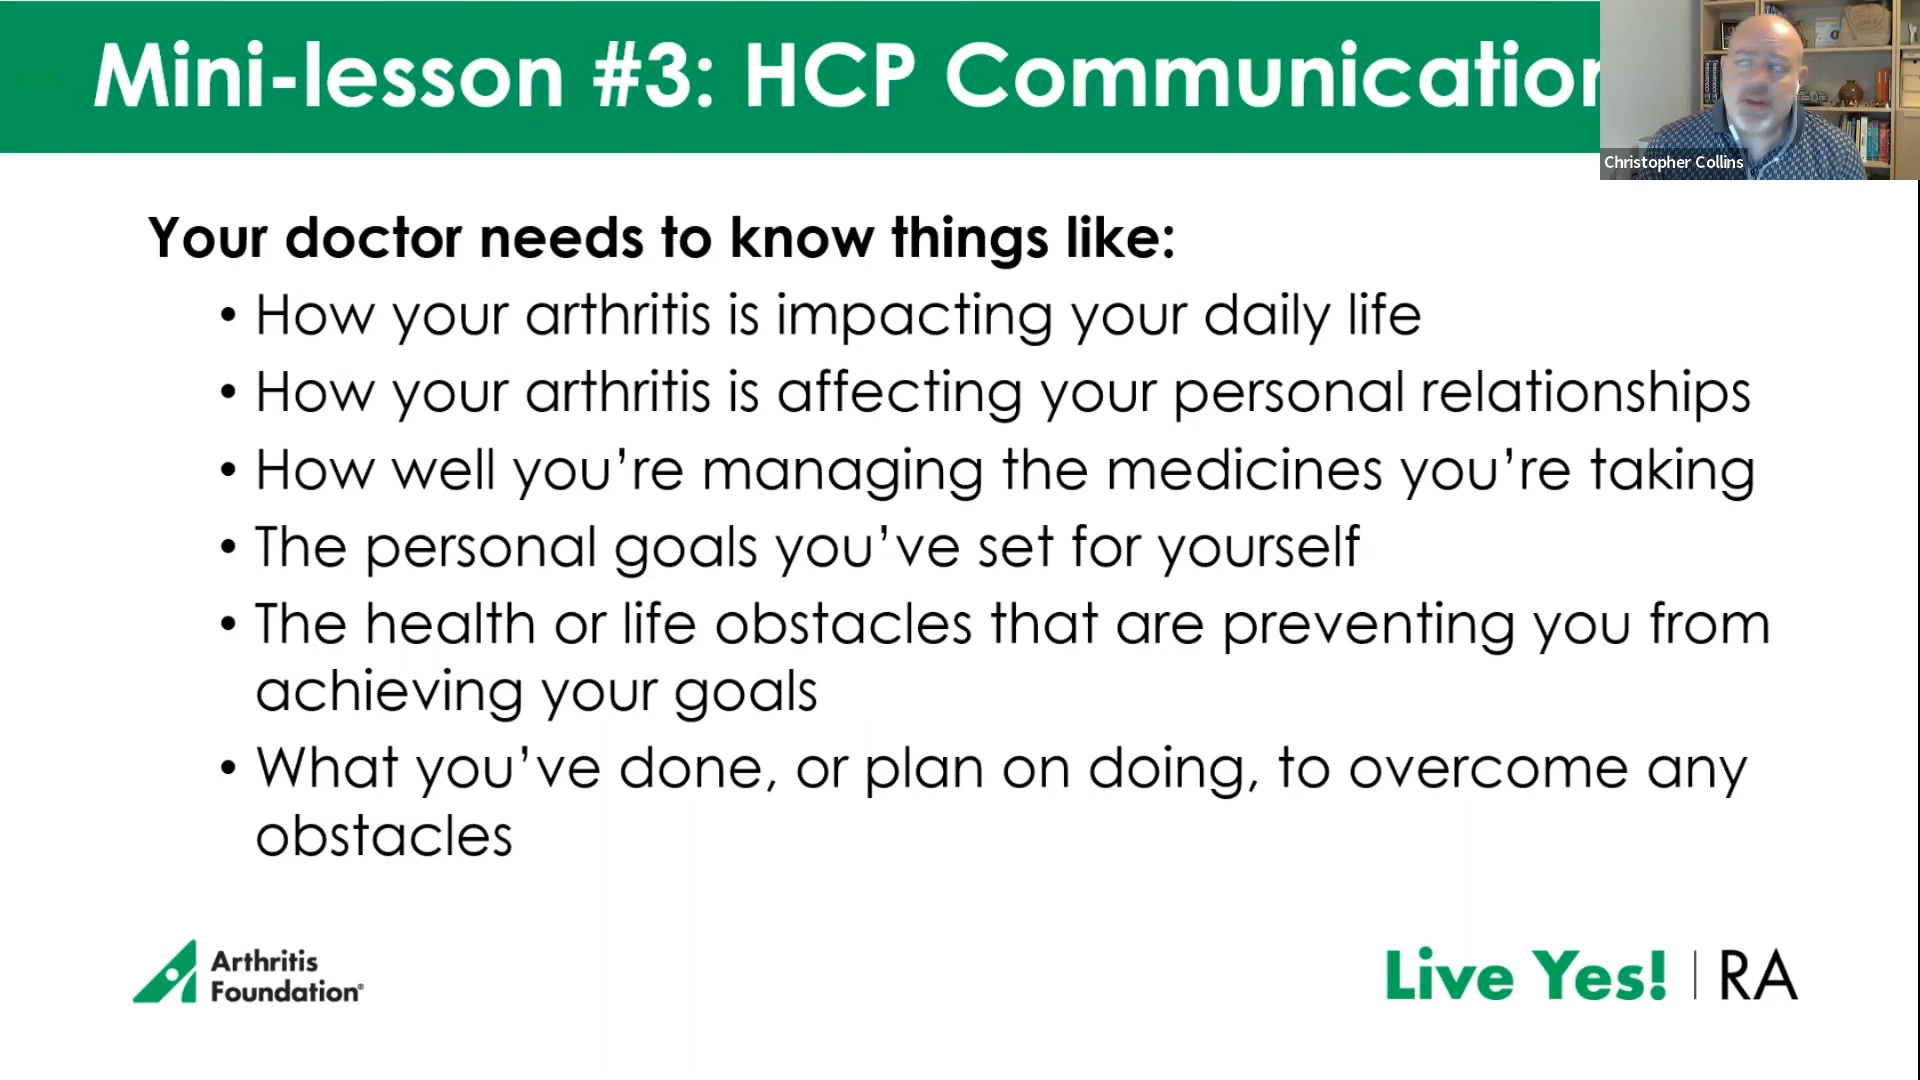 Mini-lesson #3: HCP Communication
Christopher Collins
Your doctor needs to know things like:
• How your arthritis is impacting your daily life
• How your arthritis is affecting your personal relationships
• How well you’re managing the medicines you’re taking
• The personal goals you’ve set for yourself
• The health or life obstacles that are preventing you from
achieving your goals
• What you’ve done, or plan on doing, to overcome any
obstacles
Arthritis
Foundation®
Live Yes! | RA